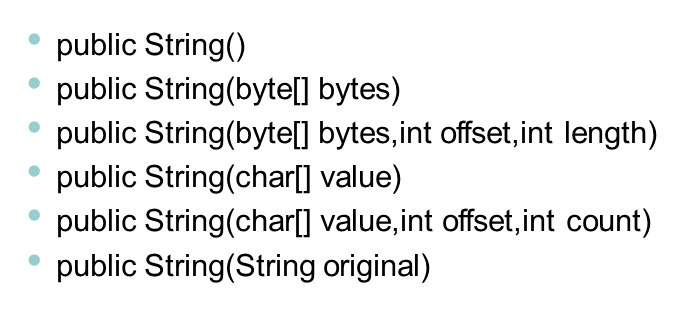 public String()
public String(byte[] bytes)
public String(byte[] bytes,int offset,int length)
public String(char[] value)
public String(char[] value,int offset,int count)
public String(String original)